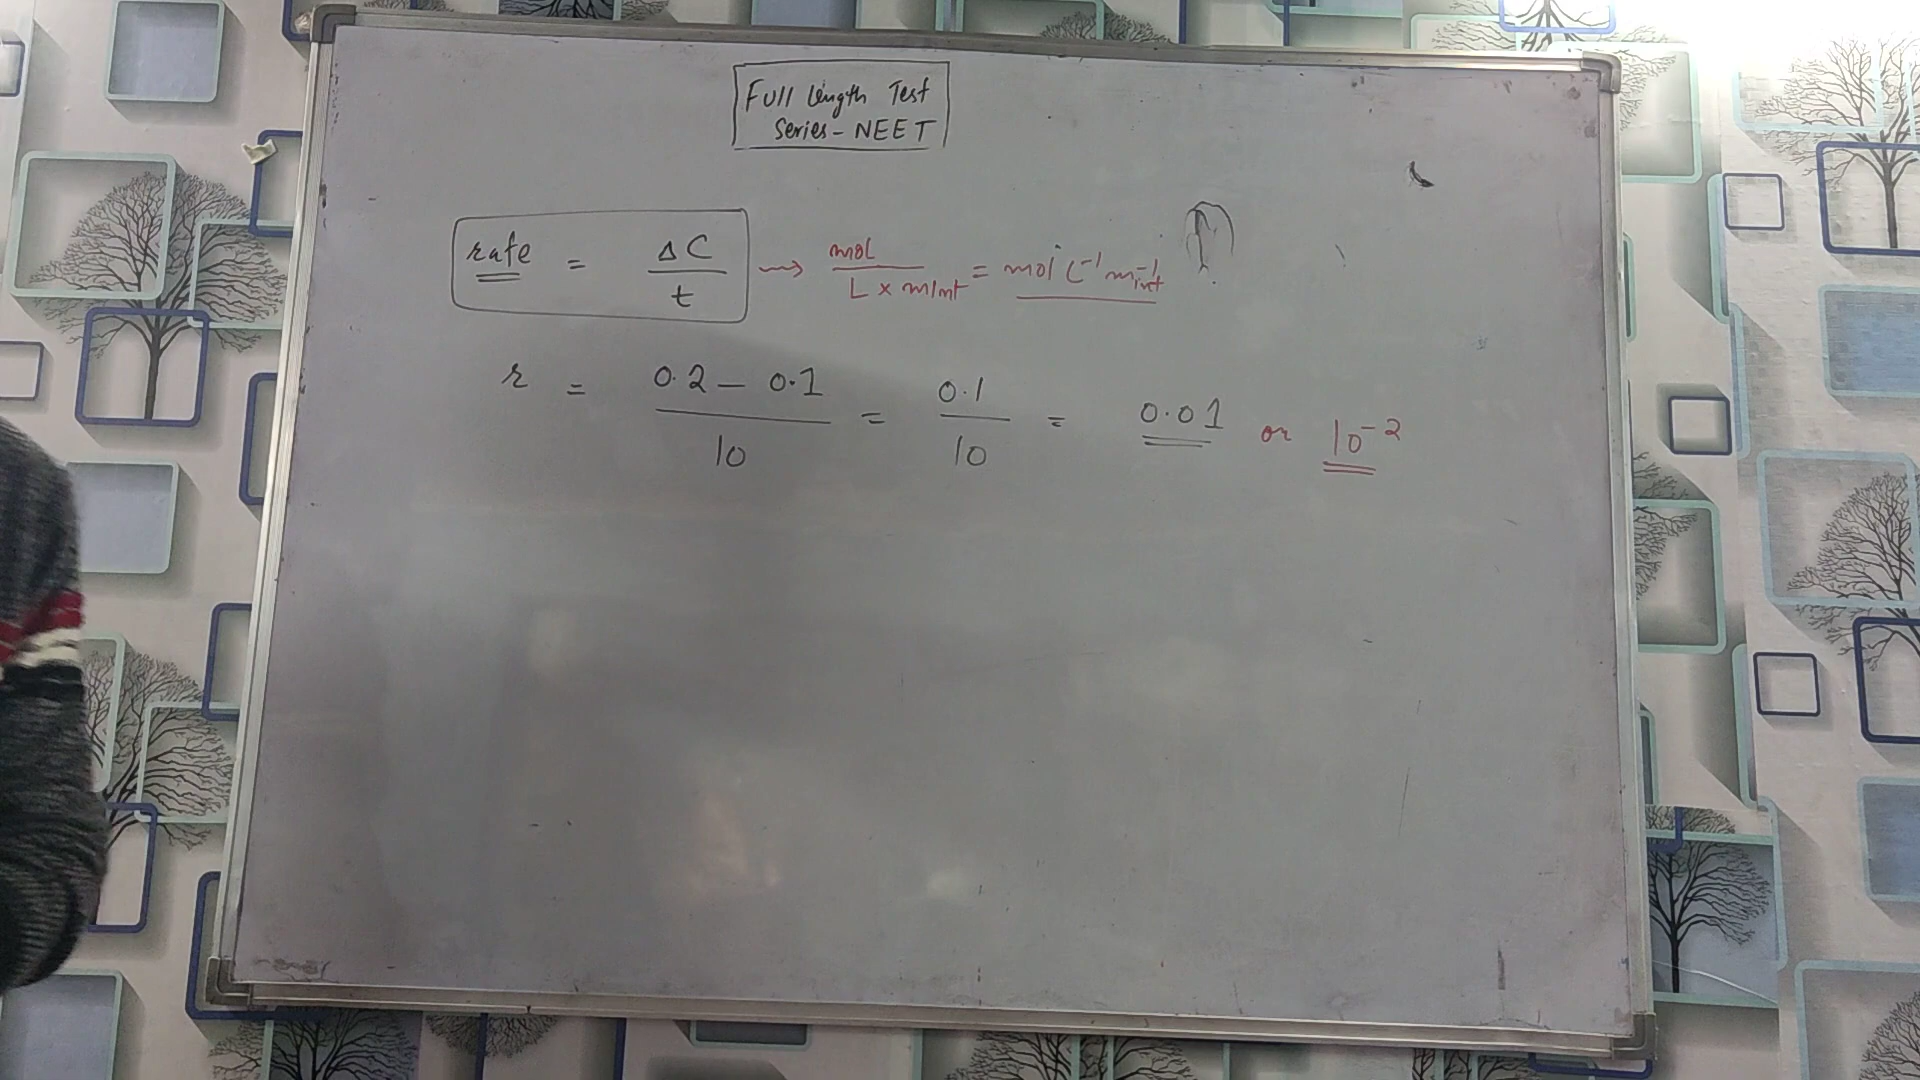 Full Length Test
Series - NEET
rate = ΔC / t → mol / L x mint = mol L⁻¹ mint⁻¹
r = 0.2 - 0.1 / 10 = 0.1 / 10 = 0.01 or 10⁻²